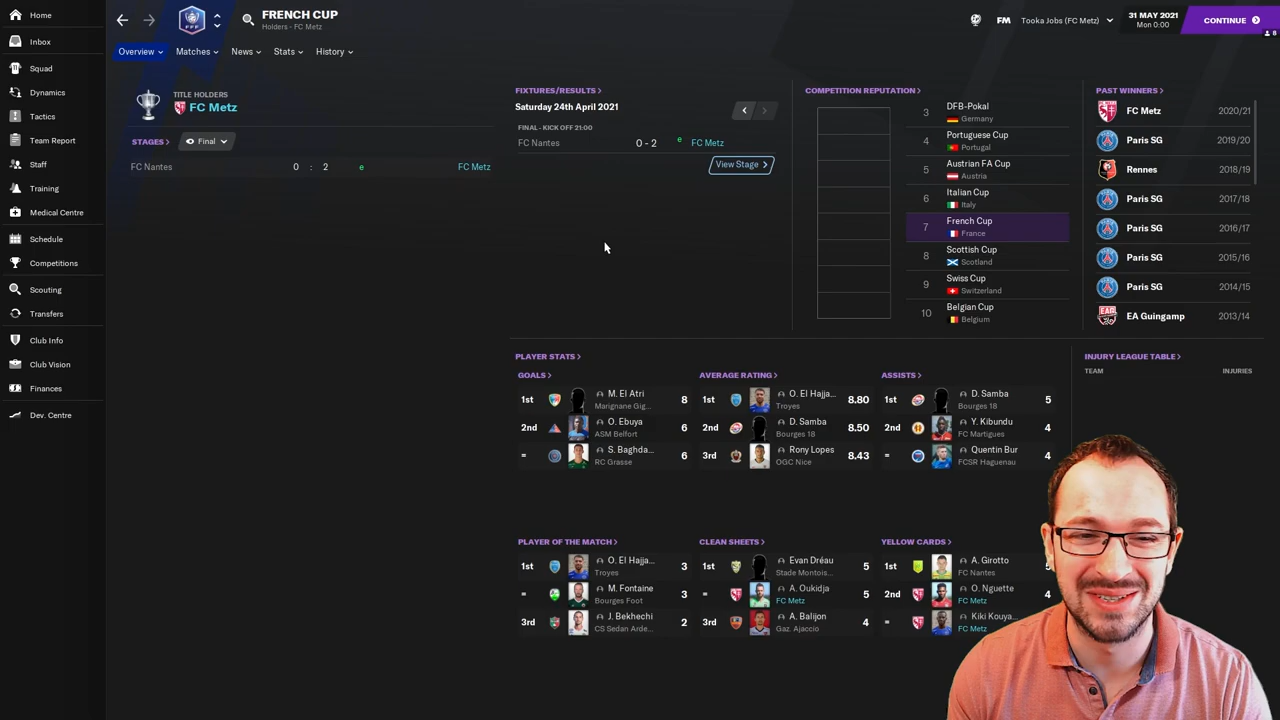 Home
Inbox
Squad
Dynamics
Tactics
Team Report
Staff
Training
Medical Centre
Schedule
Competitions
Scouting
Transfers
Club Info
Club Vision
Finances
Dev. Centre
FRENCH CUP
Holders - FC Metz
FM Tooka Jobs (FC Metz)
31 MAY 2021
Mon 0:00
CONTINUE
8
Overview Matches News Stats History
TITLE HOLDERS
FC Metz
STAGES Final
FC Nantes 0 : 2 e FC Metz
FIXTURES/RESULTS
Saturday 24th April 2021
FINAL - KICK OFF 21:00
FC Nantes 0 - 2 e FC Metz
View Stage
COMPETITION REPUTATION
3 DFB-Pokal
Germany
4 Portuguese Cup
Portugal
5 Austrian FA Cup
Austria
6 Italian Cup
Italy
7 French Cup
France
8 Scottish Cup
Scotland
9 Swiss Cup
Switzerland
10 Belgian Cup
Belgium
PAST WINNERS
FC Metz 2020/21
Paris SG 2019/20
Rennes 2018/19
Paris SG 2017/18
Paris SG 2016/17
Paris SG 2015/16
Paris SG 2014/15
EA Guingamp 2013/14
PLAYER STATS
GOALS
1st M. El Atri 8
Marignane Gig...
2nd O. Ebuya 6
ASM Belfort
= S. Baghda... 6
RC Grasse
AVERAGE RATING
1st O. El Hajja... 8.80
Troyes
2nd D. Samba 8.50
Bourges 18
3rd Rony Lopes 8.43
OGC Nice
ASSISTS
1st D. Samba 5
Bourges 18
2nd Y. Kibundu 4
FC Martigues
= Quentin Bur 4
FCSR Haguenau
INJURY LEAGUE TABLE
TEAM INJURIES
PLAYER OF THE MATCH
1st O. El Hajja... 3
Troyes
= M. Fontaine 3
Bourges Foot
3rd J. Bekhechi 2
CS Sedan Arde...
CLEAN SHEETS
1st Evan Dréau 5
Stade Montois...
= A. Oukidja 5
FC Metz
3rd A. Balijon 4
Gaz. Ajaccio
YELLOW CARDS
1st A. Girotto
FC Nantes
2nd O. Nguette 4
FC Metz
= Kiki Kouya...
FC Metz